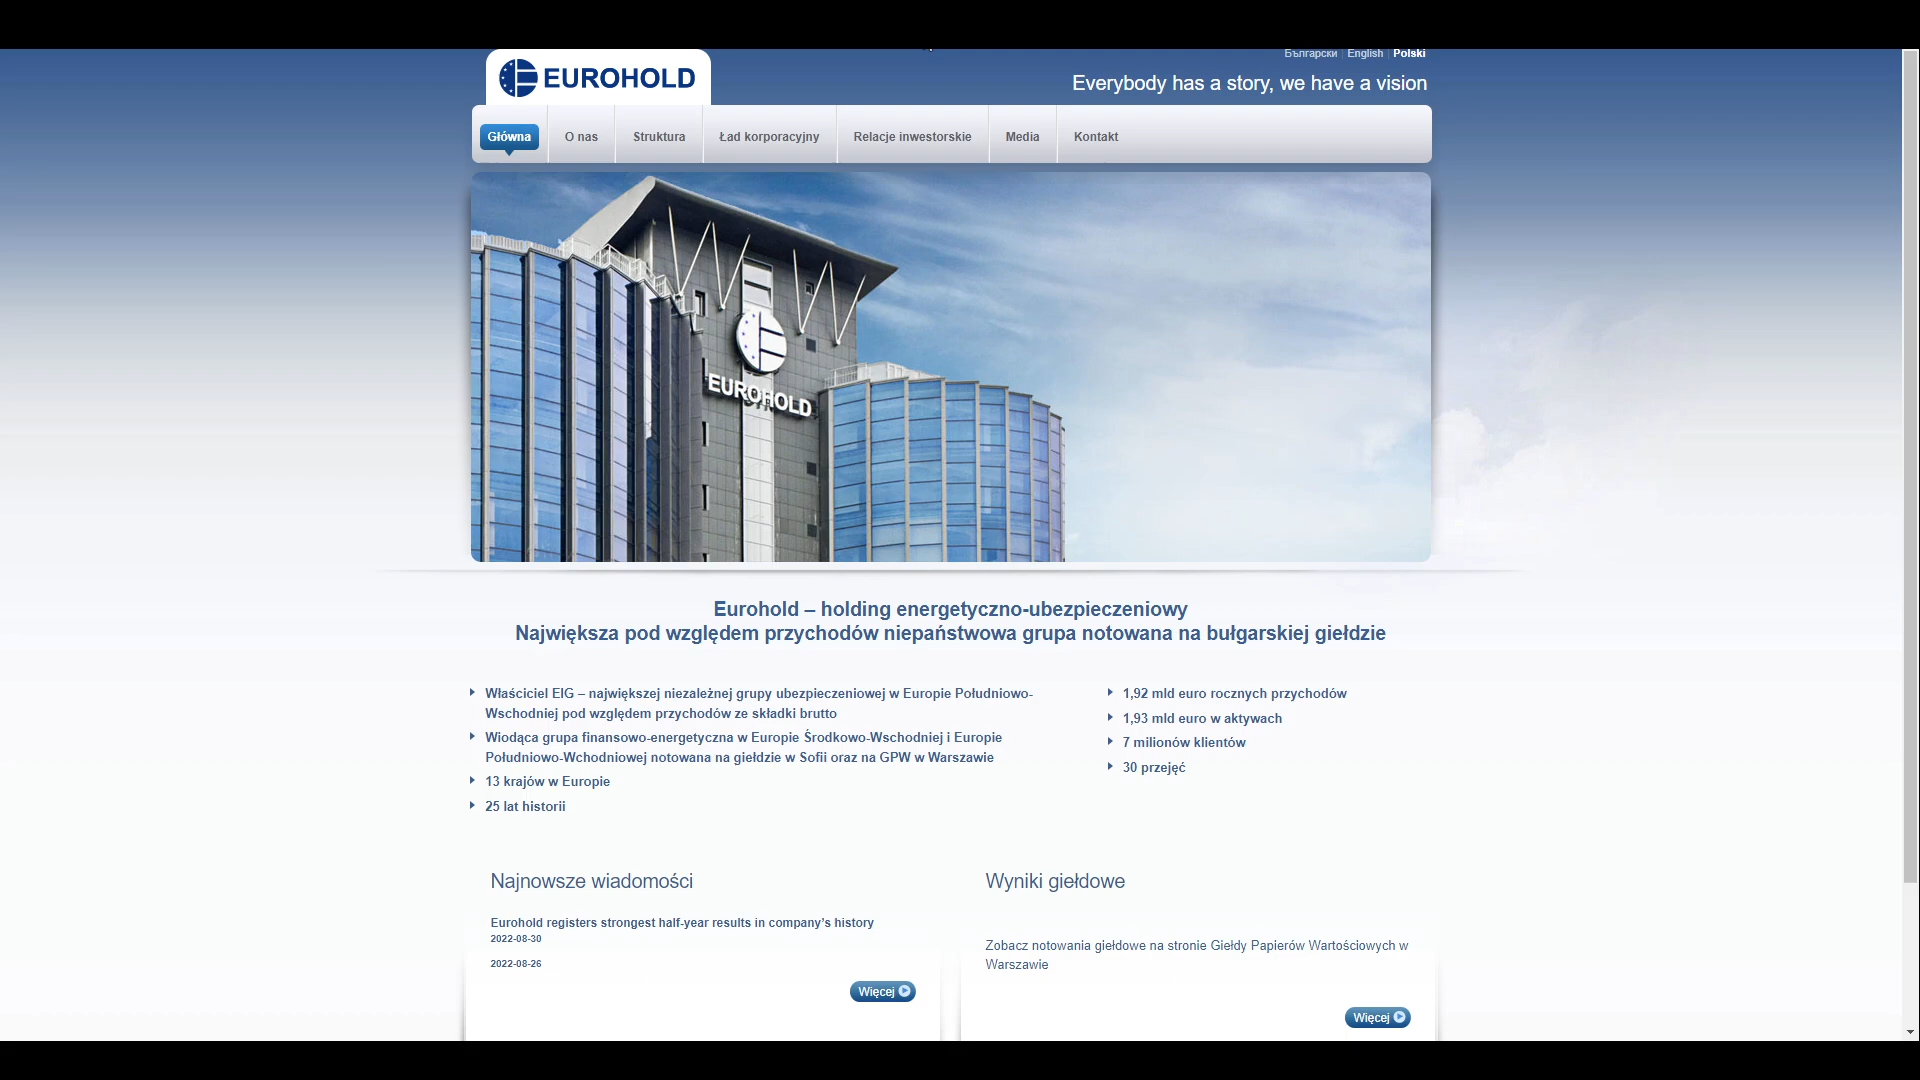 Български | English | Polski
EUROHOLD
Everybody has a story, we have a vision
Główna
O nas
Struktura
Ład korporacyjny
Relacje inwestorskie
Media
Kontakt
EUROHOLD
Eurohold – holding energetyczno-ubezpieczeniowy
Największa pod względem przychodów niepaństwowa grupa notowana na bułgarskiej giełdzie
Właściciel EIG – największej niezależnej grupy ubezpieczeniowej w Europie Południowo-
Wschodniej pod względem przychodów ze składki brutto
Wiodąca grupa finansowo-energetyczna w Europie Środkowo-Wschodniej i Europie
Południowo-Wchodniowej notowana na giełdzie w Sofii oraz na GPW w Warszawie
13 krajów w Europie
25 lat historii
1,92 mld euro rocznych przychodów
1,93 mld euro w aktywach
7 milionów klientów
30 przejęć
Najnowsze wiadomości
Eurohold registers strongest half-year results in company’s history
2022-08-30
2022-08-26
Więcej
Wyniki giełdowe
Zobacz notowania giełdowe na stronie Giełdy Papierów Wartościowych w
Warszawie
Więcej